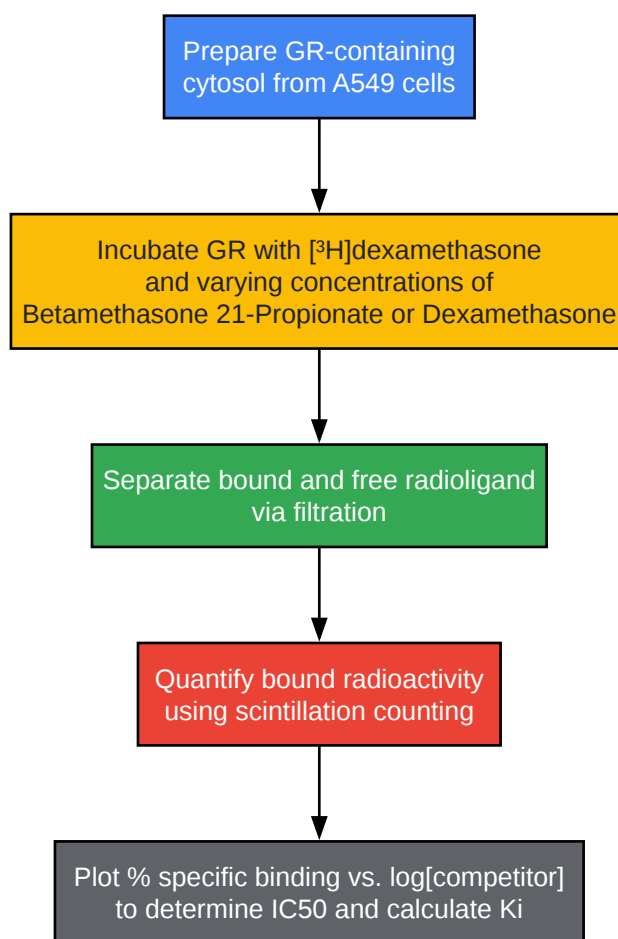 Prepare GR-containing
cytosol from A549 cells
Incubate GR with [³H]dexamethasone
and varying concentrations of
Betamethasone 21-Propionate or Dexamethasone
Separate bound and free radioligand
via filtration
Quantify bound radioactivity
using scintillation counting
Plot % specific binding vs. log[competitor]
to determine IC50 and calculate Ki